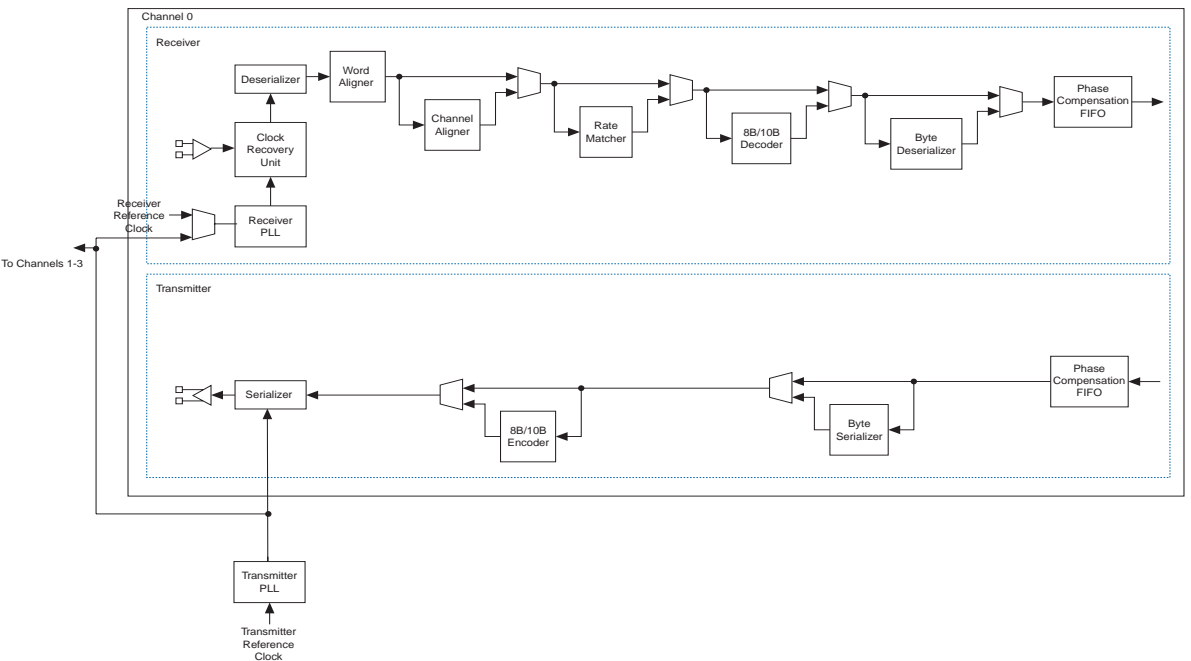 Channel 0
Receiver
Deserializer
Word
Aligner
Channel
Aligner
Rate
Matcher
8B/10B
Decoder
Byte
Deserializer
Phase
Compensation
FIFO
Clock
Recovery
Unit
Receiver
Reference
Clock
Receiver
PLL
To Channels 1-3
Transmitter
Serializer
8B/10B
Encoder
Byte
Serializer
Phase
Compensation
FIFO
Transmitter
PLL
Transmitter
Reference
Clock